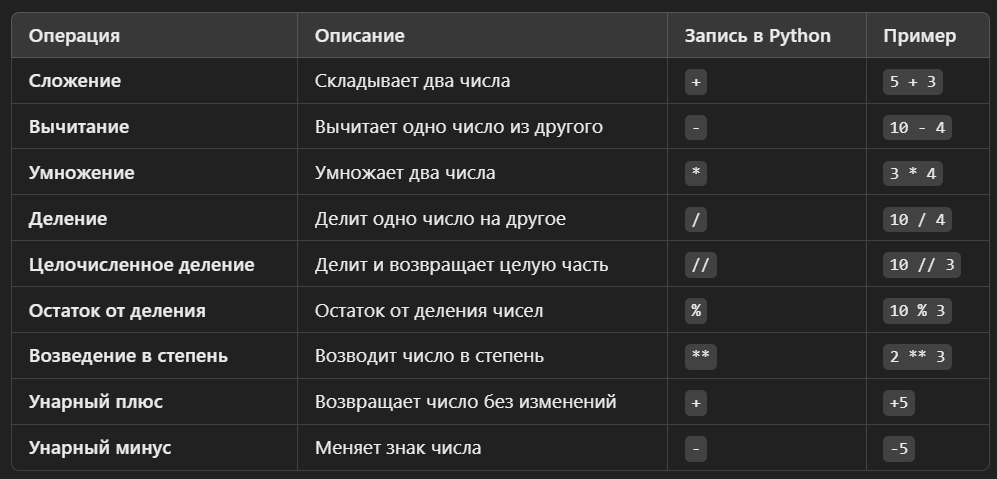 Операция Описание Запись в Python Пример
Сложение Складывает два числа + 5 + 3
Вычитание Вычитает одно число из другого - 10 - 4
Умножение Умножает два числа * 3 * 4
Деление Делит одно число на другое / 10 / 4
Целочисленное деление Делит и возвращает целую часть // 10 // 3
Остаток от деления Остаток от деления чисел % 10 % 3
Возведение в степень Возводит число в степень ** 2 ** 3
Унарный плюс Возвращает число без изменений + +5
Унарный минус Меняет знак числа - -5